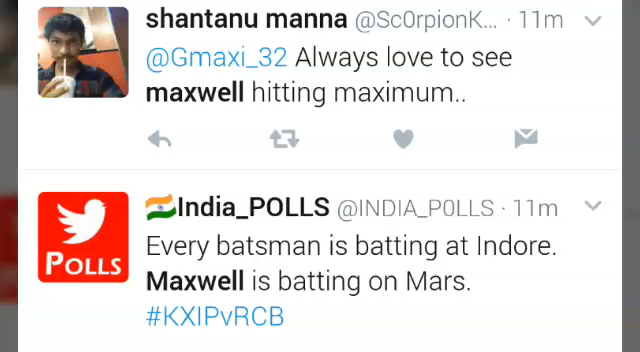 shantanu manna @Sc0rpionK... · 11m
@Gmaxi_32 Always love to see
maxwell hitting maximum..
🇮🇳India_POLLS @INDIA_P0LLS · 11m
POLLS
Every batsman is batting at Indore.
Maxwell is batting on Mars.
#KXIPvRCB